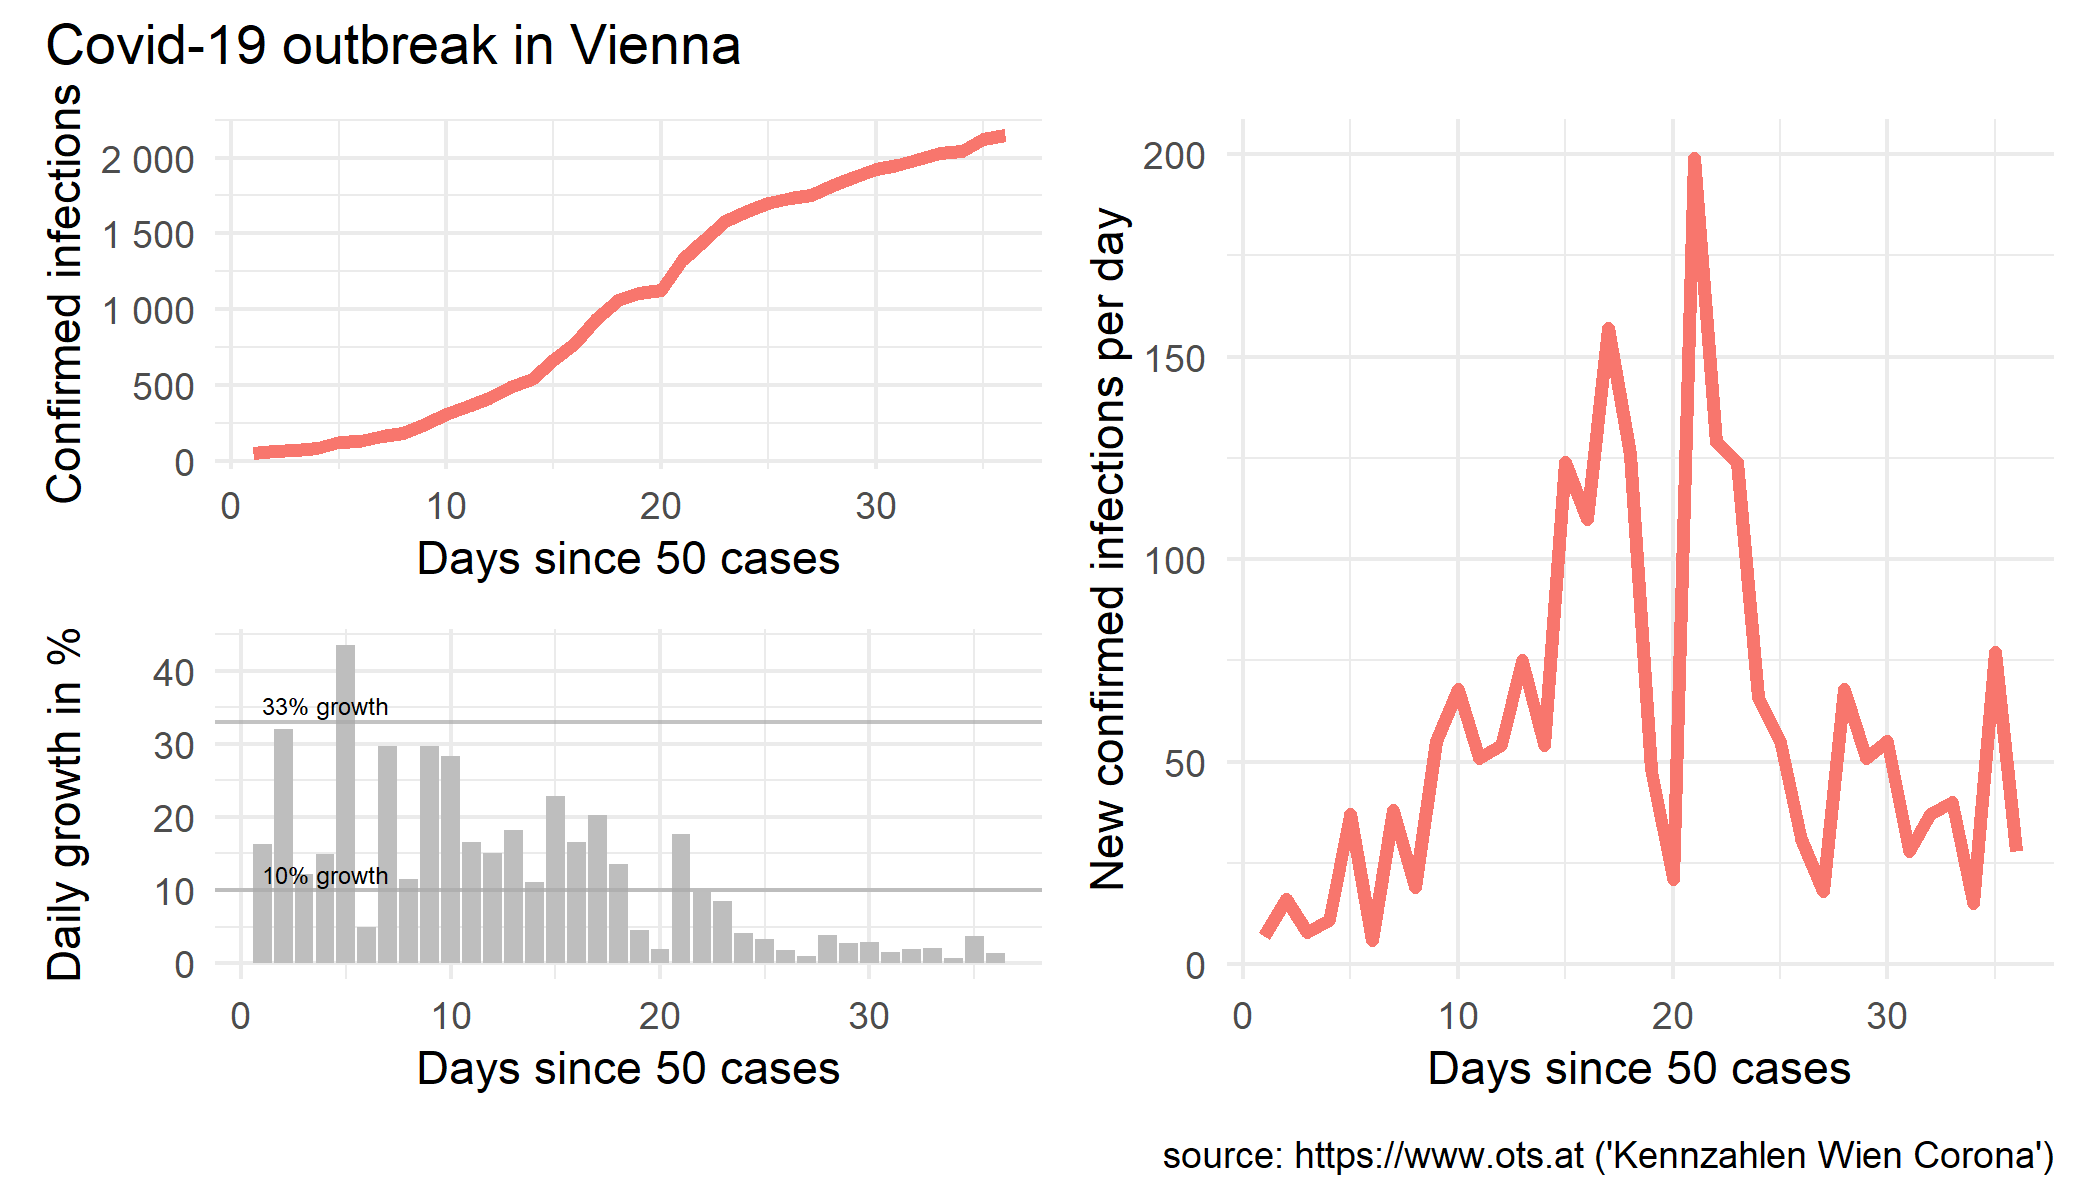 Covid-19 outbreak in Vienna
Confirmed infections
2 000
1 500
1 000
500
0
0 10 20 30
Days since 50 cases
Daily growth in %
40
30
20
10
0
33% growth
10% growth
0 10 20 30
Days since 50 cases
New confirmed infections per day
200
150
100
50
0
0 10 20 30
Days since 50 cases
source: https://www.ots.at ('Kennzahlen Wien Corona')